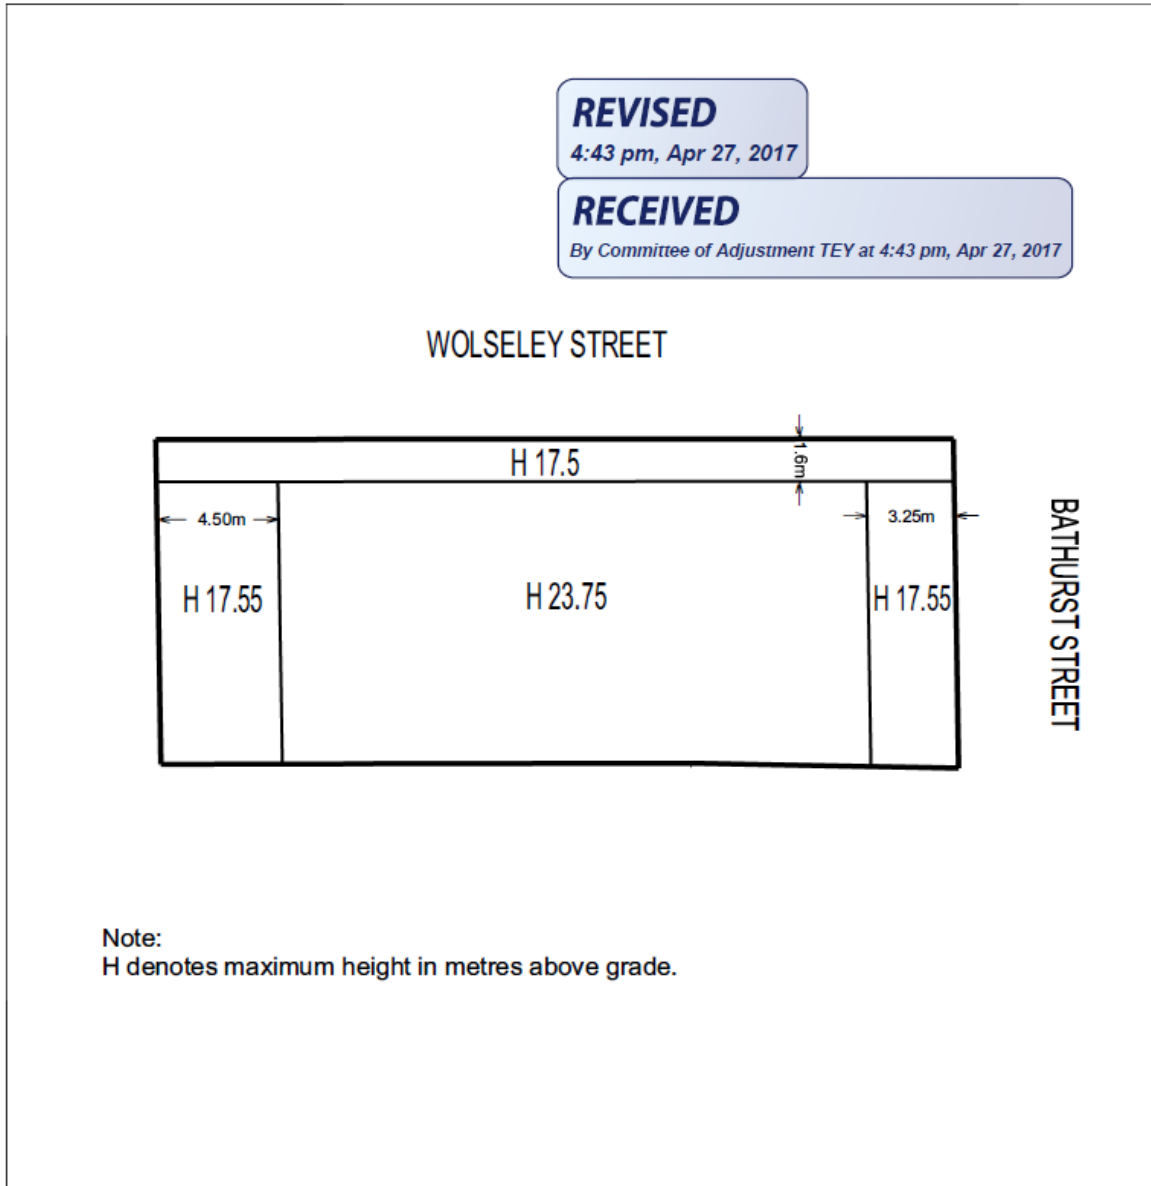 REVISED
4:43 pm, Apr 27, 2017
RECEIVED
By Committee of Adjustment TEY at 4:43 pm, Apr 27, 2017
WOLSELEY STREET
H 17.5
1.6m
4.50m
3.25m
H 17.55
H 23.75
H 17.55
BATHURST STREET
Note:
H denotes maximum height in metres above grade.